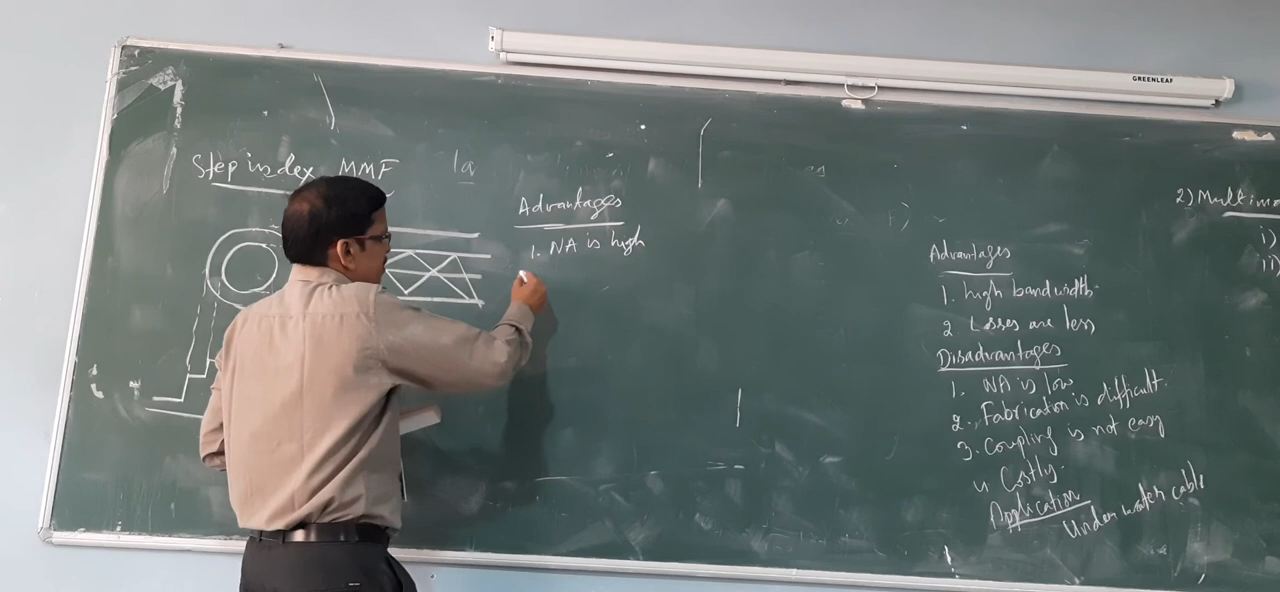 GREENLEAF
Step index MMF
Advantages
1. NA is high
Advantages
1. high bandwidth
2 Losses are less
Disadvantages
1. NA is low
2. Fabrication is difficult.
3. Coupling is not easy
4 Costly.
Application
Under water cable
2) Multimo
i)
ii)